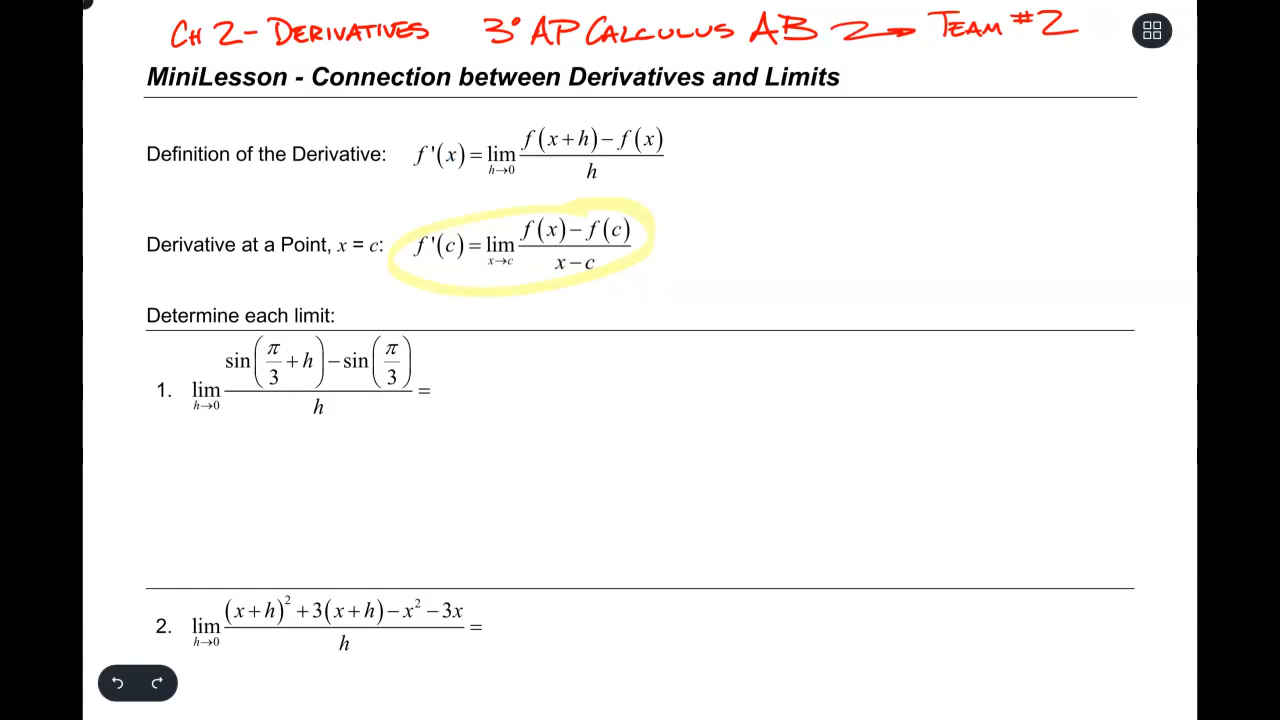 CH 2 - DERIVATIVES 3° AP CALCULUS AB 2 → TEAM #2
MiniLesson - Connection between Derivatives and Limits
Definition of the Derivative: f '(x) = lim h→0 (f(x+h) − f(x)) / h
Derivative at a Point, x = c: f '(c) = lim x→c (f(x) − f(c)) / (x − c)
Determine each limit:
1. lim h→0 (sin(π/3 + h) − sin(π/3)) / h =
2. lim h→0 ((x+h)² + 3(x+h) − x² − 3x) / h =